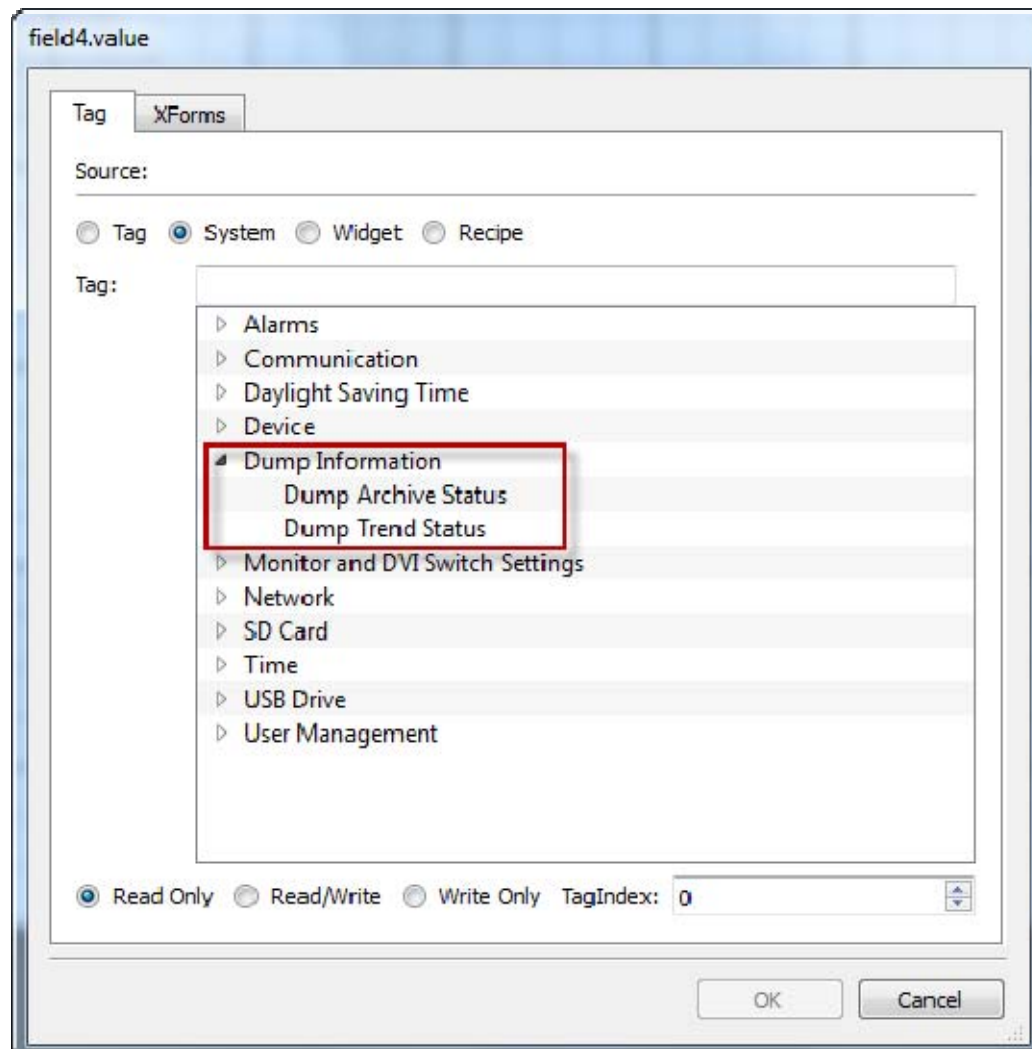 field4.value
Tag XForms
Source:
Tag System Widget Recipe
Tag:
Alarms
Communication
Daylight Saving Time
Device
Dump Information
Dump Archive Status
Dump Trend Status
Monitor and DVI Switch Settings
Network
SD Card
Time
USB Drive
User Management
Read Only Read/Write Write Only TagIndex: 0
OK Cancel